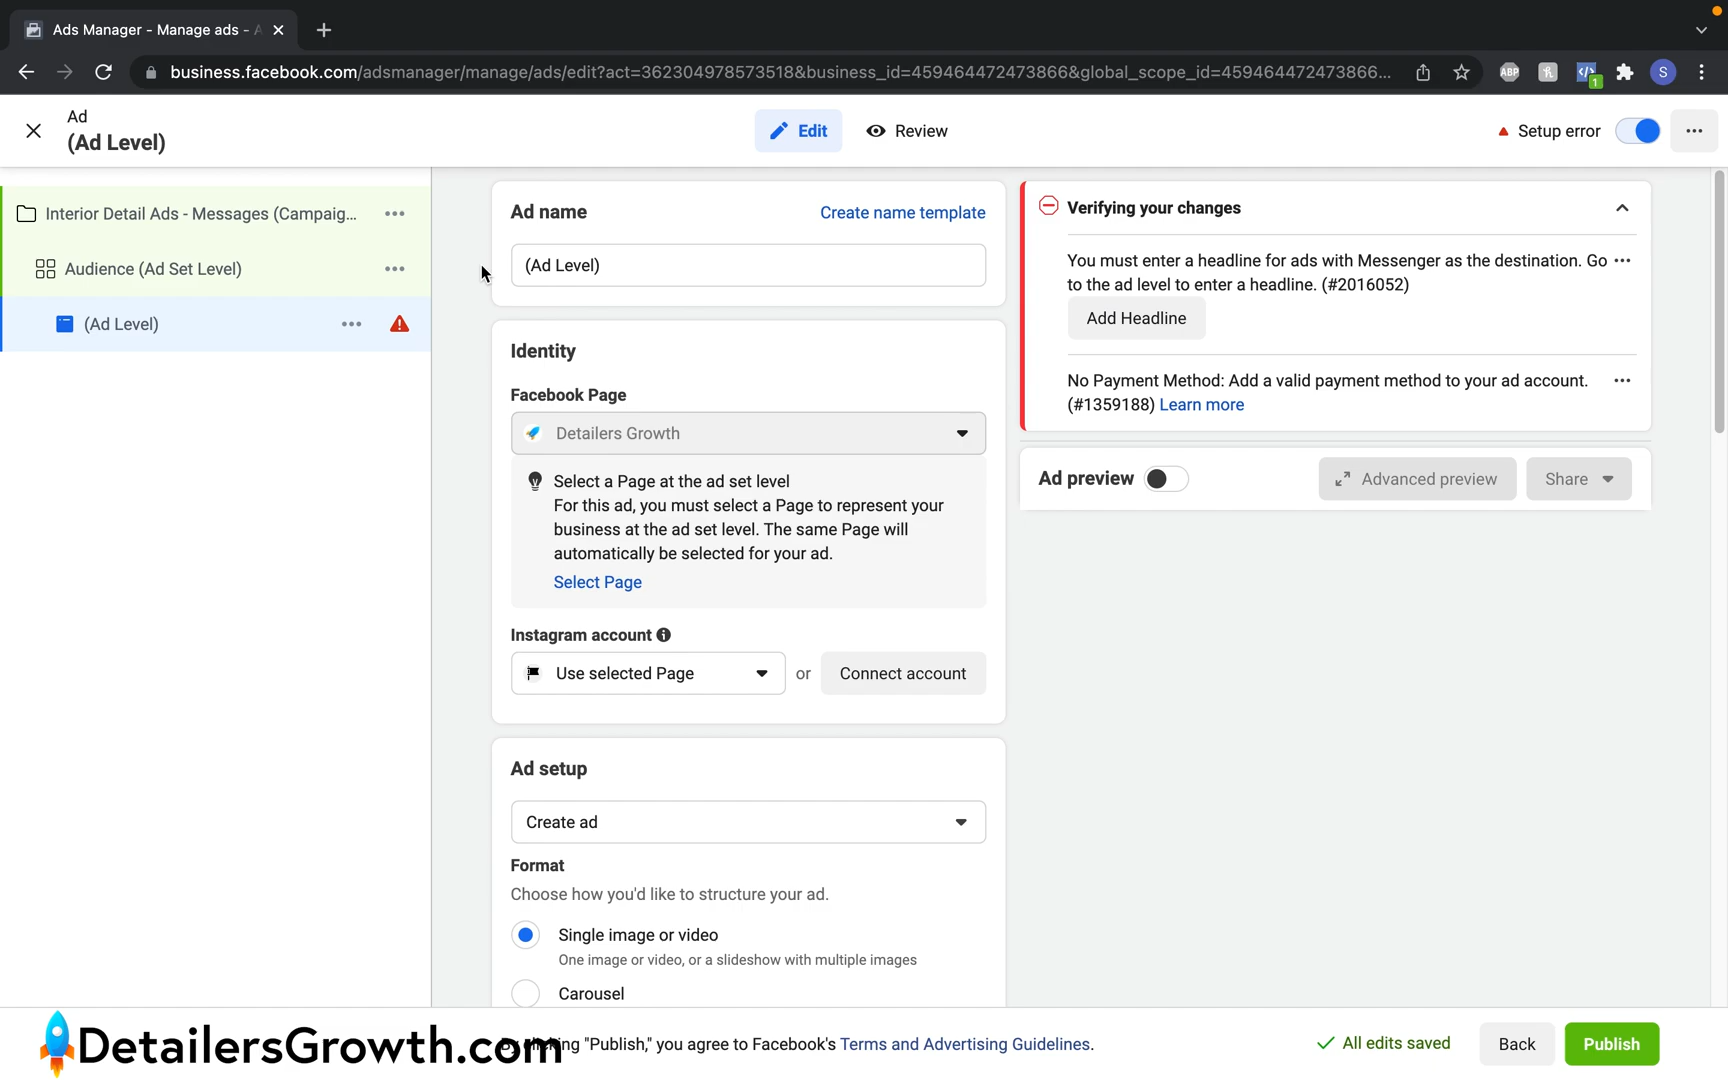 Ads Manager - Manage ads - A
business.facebook.com/adsmanager/manage/ads/edit?act=362304978573518&business_id=459464472473866&global_scope_id=459464472473866...
ABP
1
S
Ad
(Ad Level)
Edit
Review
Setup error
Interior Detail Ads - Messages (Campaig...
Audience (Ad Set Level)
(Ad Level)
Ad name
Create name template
(Ad Level)
Identity
Facebook Page
Detailers Growth
Select a Page at the ad set level
For this ad, you must select a Page to represent your
business at the ad set level. The same Page will
automatically be selected for your ad.
Select Page
Instagram account
Use selected Page
or
Connect account
Ad setup
Create ad
Format
Choose how you'd like to structure your ad.
Single image or video
One image or video, or a slideshow with multiple images
Carousel
Verifying your changes
You must enter a headline for ads with Messenger as the destination. Go
to the ad level to enter a headline. (#2016052)
Add Headline
No Payment Method: Add a valid payment method to your ad account.
(#1359188) Learn more
Ad preview
Advanced preview
Share
DetailersGrowth.com
"Publish," you agree to Facebook's Terms and Advertising Guidelines.
All edits saved
Back
Publish